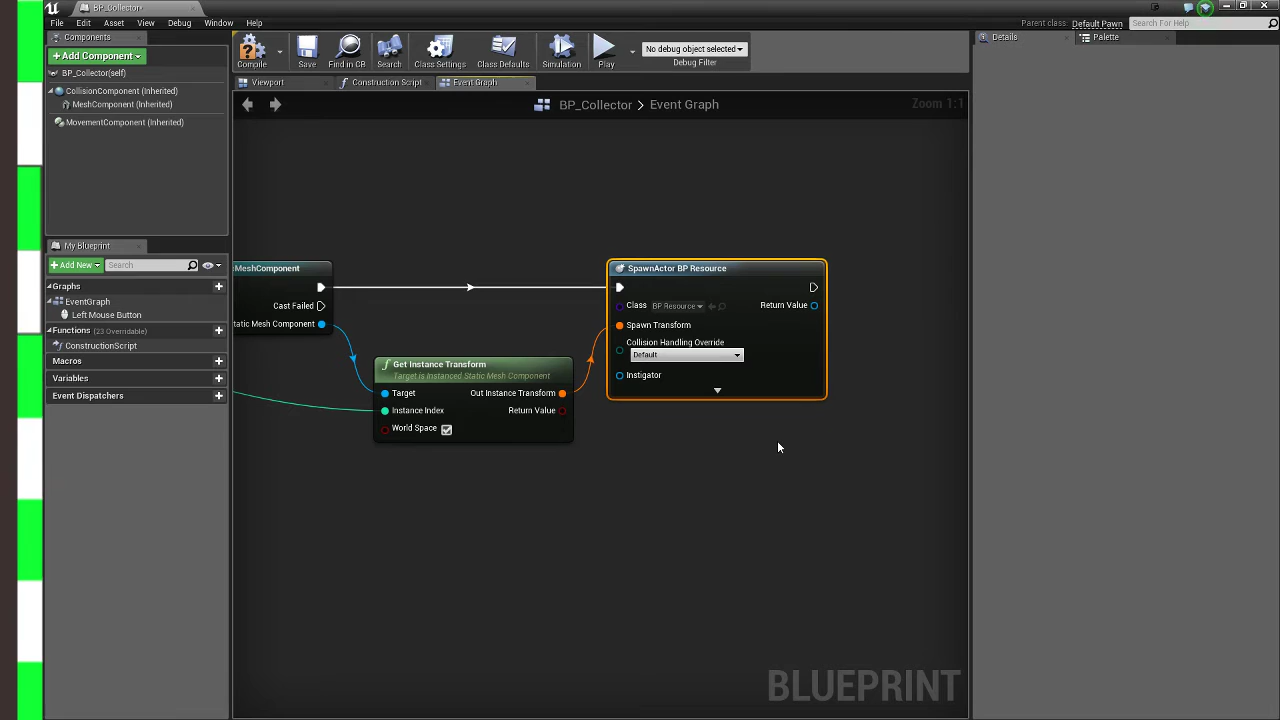 BP_Collector*
File Edit Asset View Debug Window Help
Parent class: Default Pawn
Search For Help
Components
Details
Palette
+Add Component
BP_Collector(self)
CollisionComponent (Inherited)
MeshComponent (Inherited)
MovementComponent (Inherited)
Compile
Save
Find in CB
Search
Class Settings
Class Defaults
Simulation
Play
No debug object selected
Debug Filter
Viewport
Construction Script
Event Graph
BP_Collector > Event Graph
Zoom 1:1
My Blueprint
+Add New
Search
Graphs
EventGraph
Left Mouse Button
Functions (23 Overridable)
ConstructionScript
Macros
Variables
Event Dispatchers
MeshComponent
Cast Failed
tatic Mesh Component
Get Instance Transform
Target is Instanced Static Mesh Component
Target
Out Instance Transform
Instance Index
Return Value
World Space
SpawnActor BP Resource
Class BP Resource
Return Value
Spawn Transform
Collision Handling Override
Default
Instigator
BLUEPRINT